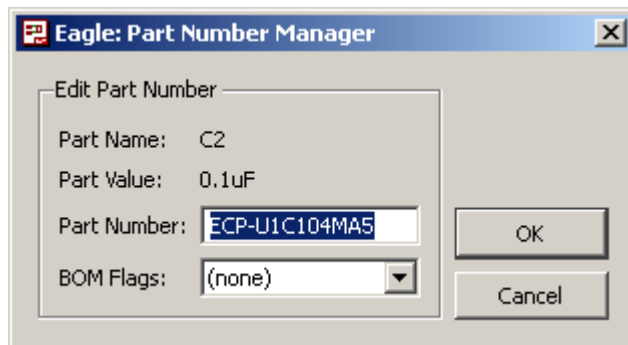 Eagle: Part Number Manager
Edit Part Number
Part Name: C2
Part Value: 0.1uF
Part Number: ECP-U1C104MA5
BOM Flags: (none)
OK
Cancel